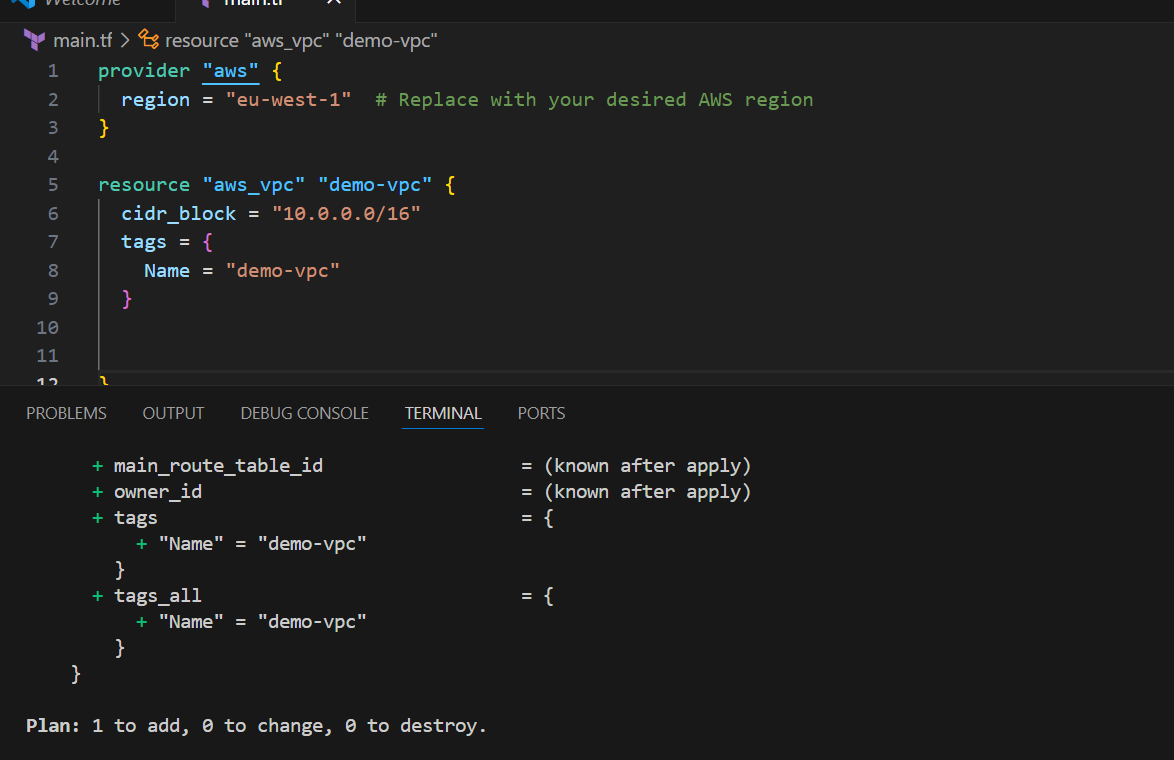 Welcome main.tf
main.tf > resource "aws_vpc" "demo-vpc"
1 provider "aws" {
2 region = "eu-west-1" # Replace with your desired AWS region
3 }
4
5 resource "aws_vpc" "demo-vpc" {
6 cidr_block = "10.0.0.0/16"
7 tags = {
8 Name = "demo-vpc"
9 }
10
11
12 }
PROBLEMS OUTPUT DEBUG CONSOLE TERMINAL PORTS
+ main_route_table_id = (known after apply)
+ owner_id = (known after apply)
+ tags = {
+ "Name" = "demo-vpc"
}
+ tags_all = {
+ "Name" = "demo-vpc"
}
}
Plan: 1 to add, 0 to change, 0 to destroy.